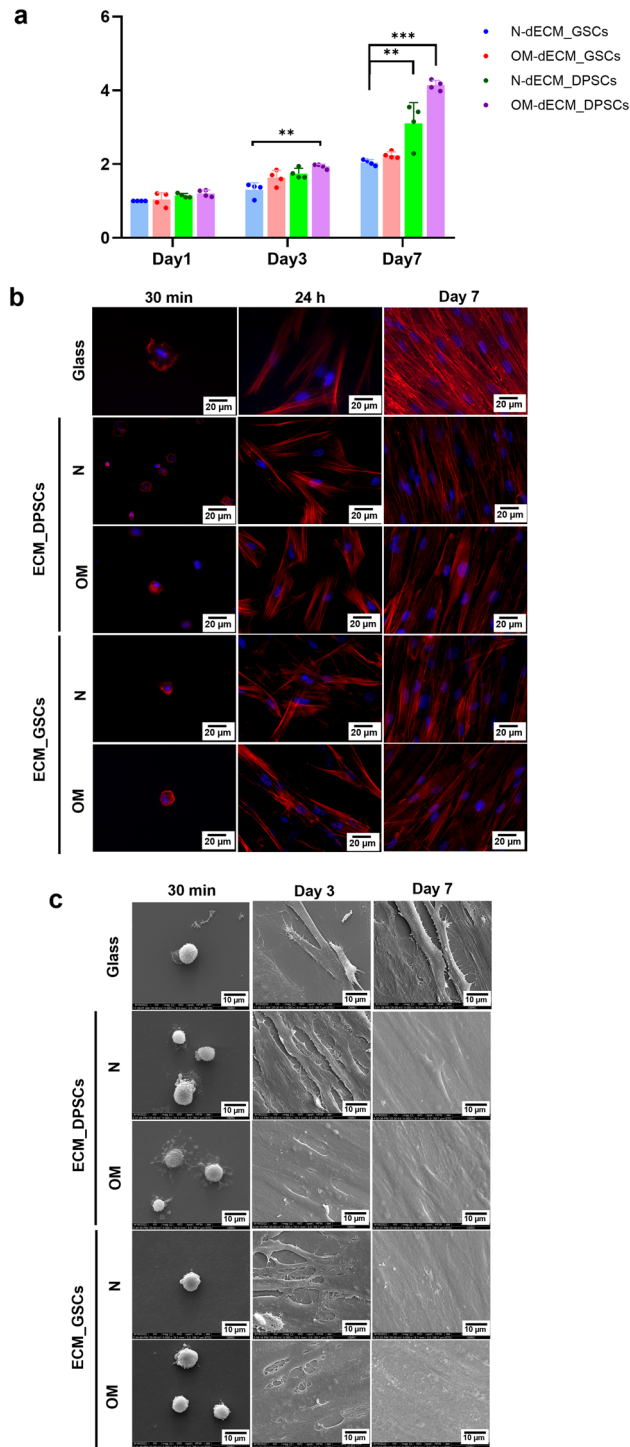 a
N-dECM_GSCs
OM-dECM_GSCs
N-dECM_DPSCs
OM-dECM_DPSCs
6
4
2
0
**
**
***
Day1 Day3 Day7
b
30 min 24 h Day 7
Glass
20 µm 20 µm 20 µm
ECM_DPSCs
N
20 µm 20 µm 20 µm
OM
20 µm 20 µm 20 µm
ECM_GSCs
N
20 µm 20 µm 20 µm
OM
20 µm 20 µm 20 µm
c
30 min Day 3 Day 7
Glass
10 µm 10 µm 10 µm
ECM_DPSCs
N
10 µm 10 µm 10 µm
OM
10 µm 10 µm 10 µm
ECM_GSCs
N
10 µm 10 µm 10 µm
OM
10 µm 10 µm 10 µm